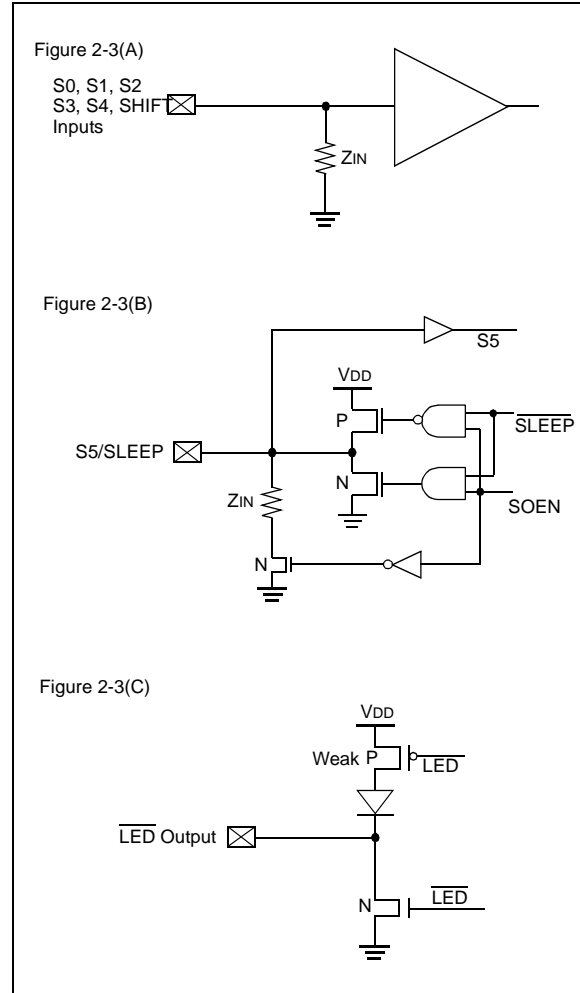 Figure 2-3(A)
S0, S1, S2
S3, S4, SHIFT
Inputs
ZIN
Figure 2-3(B)
S5
VDD
P
SLEEP
S5/SLEEP
N
ZIN
SOEN
N
Figure 2-3(C)
VDD
Weak P
LED
LED Output
LED
N